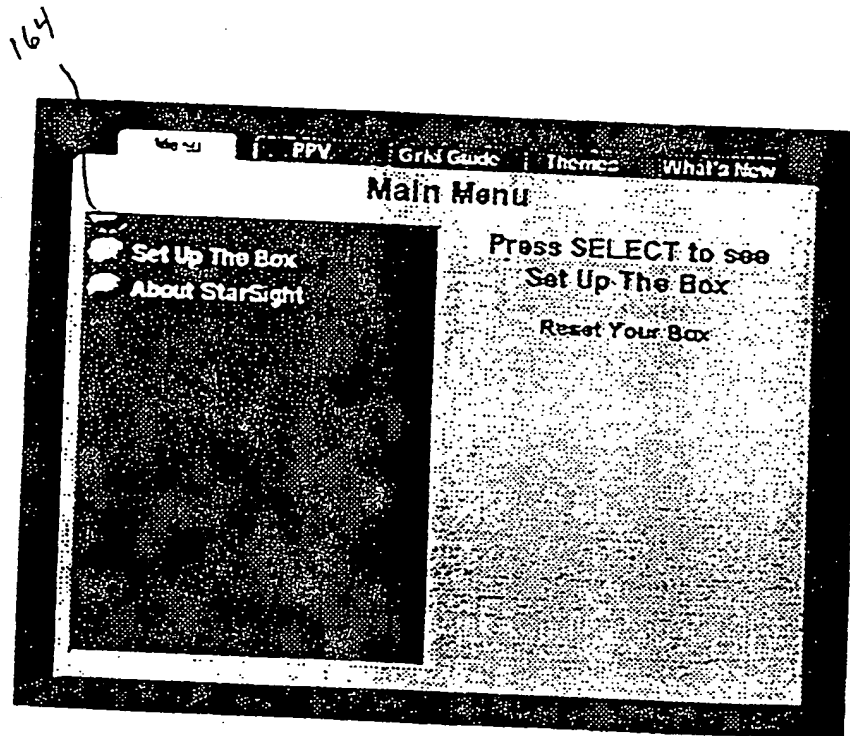 164
Menu PPV Grid Guide Themes What's New
Main Menu
Set Up The Box
About StarSight
Press SELECT to see
Set Up The Box
Reset Your Box